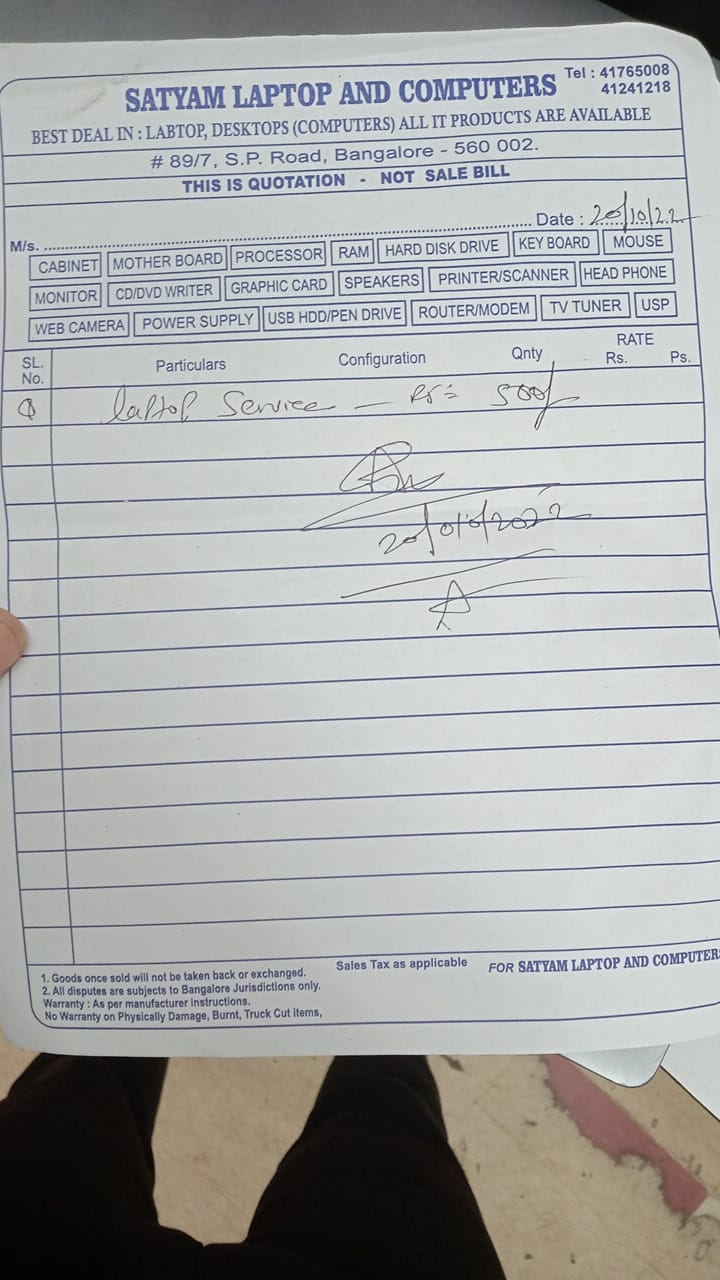 SATYAM LAPTOP AND COMPUTERS
Tel : 41765008
41241218
BEST DEAL IN : LABTOP, DESKTOPS (COMPUTERS) ALL IT PRODUCTS ARE AVAILABLE
# 89/7, S.P. Road, Bangalore - 560 002.
THIS IS QUOTATION - NOT SALE BILL
M/s. Date : 20/10/22
CABINET MOTHER BOARD PROCESSOR RAM HARD DISK DRIVE KEY BOARD MOUSE
MONITOR CD/DVD WRITER GRAPHIC CARD SPEAKERS PRINTER/SCANNER HEAD PHONE
WEB CAMERA POWER SUPPLY USB HDD/PEN DRIVE ROUTER/MODEM TV TUNER USP
SL. No. Particulars Configuration Qnty RATE Rs. Ps.
laptop Service - Rs= 500/-
20/010/2022
Sales Tax as applicable FOR SATYAM LAPTOP AND COMPUTERS
1. Goods once sold will not be taken back or exchanged.
2. All disputes are subjects to Bangalore Jurisdictions only.
Warranty : As per manufacturer instructions.
No Warranty on Physically Damage, Burnt, Truck Cut items,